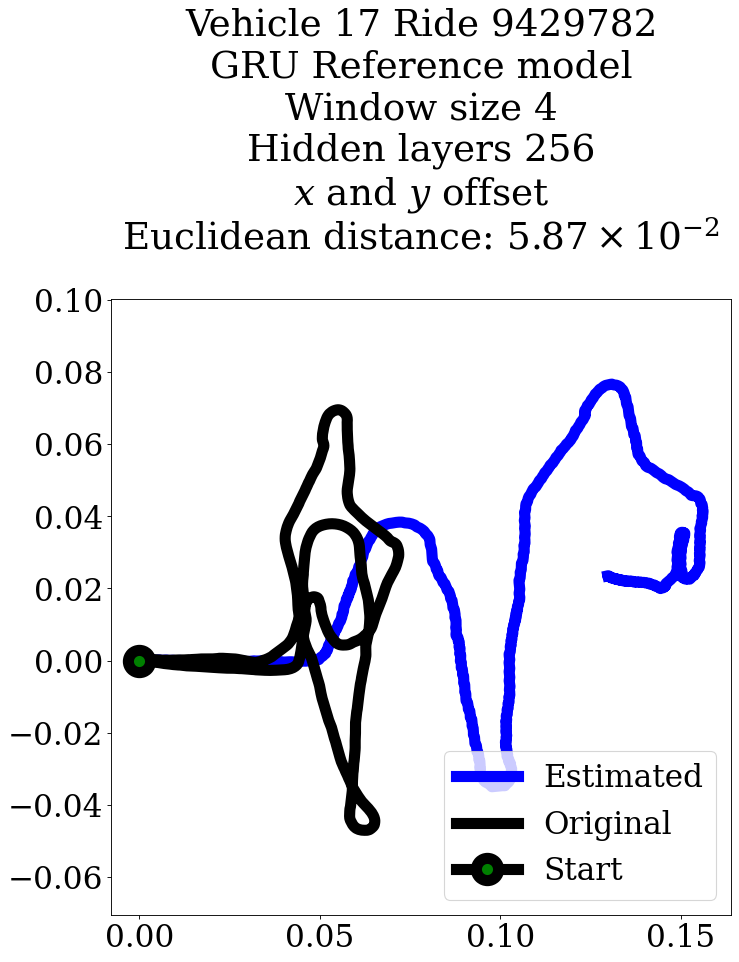 Vehicle 17 Ride 9429782
GRU Reference model
Window size 4
Hidden layers 256
x and y offset
Euclidean distance: 5.87 × 10⁻²
0.10
0.08
0.06
0.04
0.02
0.00
−0.02
−0.04
−0.06
Estimated
Original
Start
0.00 0.05 0.10 0.15